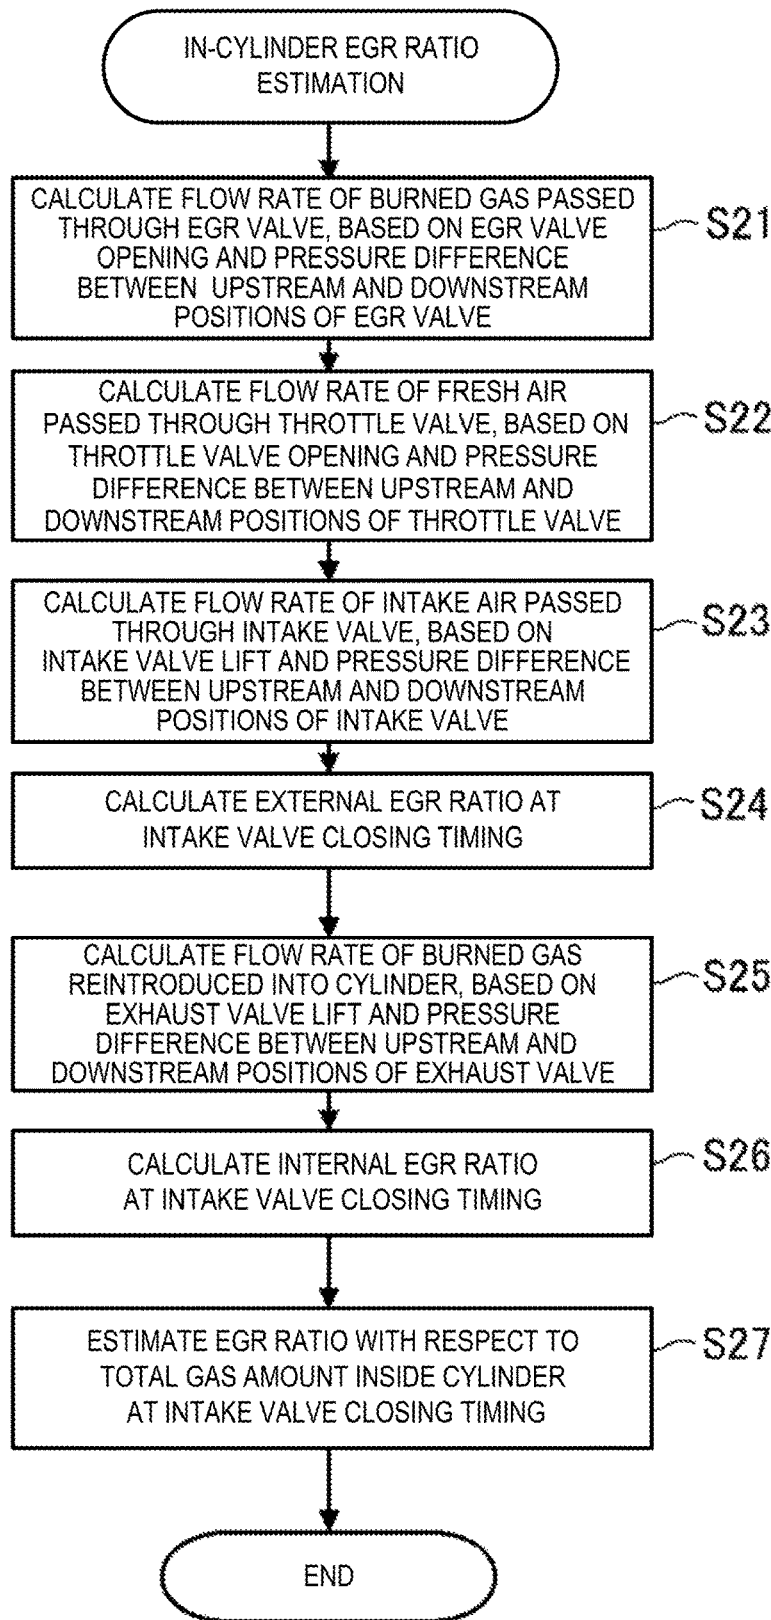 IN-CYLINDER EGR RATIO
ESTIMATION
CALCULATE FLOW RATE OF BURNED GAS PASSED
THROUGH EGR VALVE, BASED ON EGR VALVE
OPENING AND PRESSURE DIFFERENCE
BETWEEN UPSTREAM AND DOWNSTREAM
POSITIONS OF EGR VALVE
S21
CALCULATE FLOW RATE OF FRESH AIR
PASSED THROUGH THROTTLE VALVE, BASED ON
THROTTLE VALVE OPENING AND PRESSURE
DIFFERENCE BETWEEN UPSTREAM AND
DOWNSTREAM POSITIONS OF THROTTLE VALVE
S22
CALCULATE FLOW RATE OF INTAKE AIR PASSED
THROUGH INTAKE VALVE, BASED ON
INTAKE VALVE LIFT AND PRESSURE DIFFERENCE
BETWEEN UPSTREAM AND DOWNSTREAM
POSITIONS OF INTAKE VALVE
S23
CALCULATE EXTERNAL EGR RATIO AT
INTAKE VALVE CLOSING TIMING
S24
CALCULATE FLOW RATE OF BURNED GAS
REINTRODUCED INTO CYLINDER, BASED ON
EXHAUST VALVE LIFT AND PRESSURE
DIFFERENCE BETWEEN UPSTREAM AND
DOWNSTREAM POSITIONS OF EXHAUST VALVE
S25
CALCULATE INTERNAL EGR RATIO
AT INTAKE VALVE CLOSING TIMING
S26
ESTIMATE EGR RATIO WITH RESPECT TO
TOTAL GAS AMOUNT INSIDE CYLINDER
AT INTAKE VALVE CLOSING TIMING
S27
END